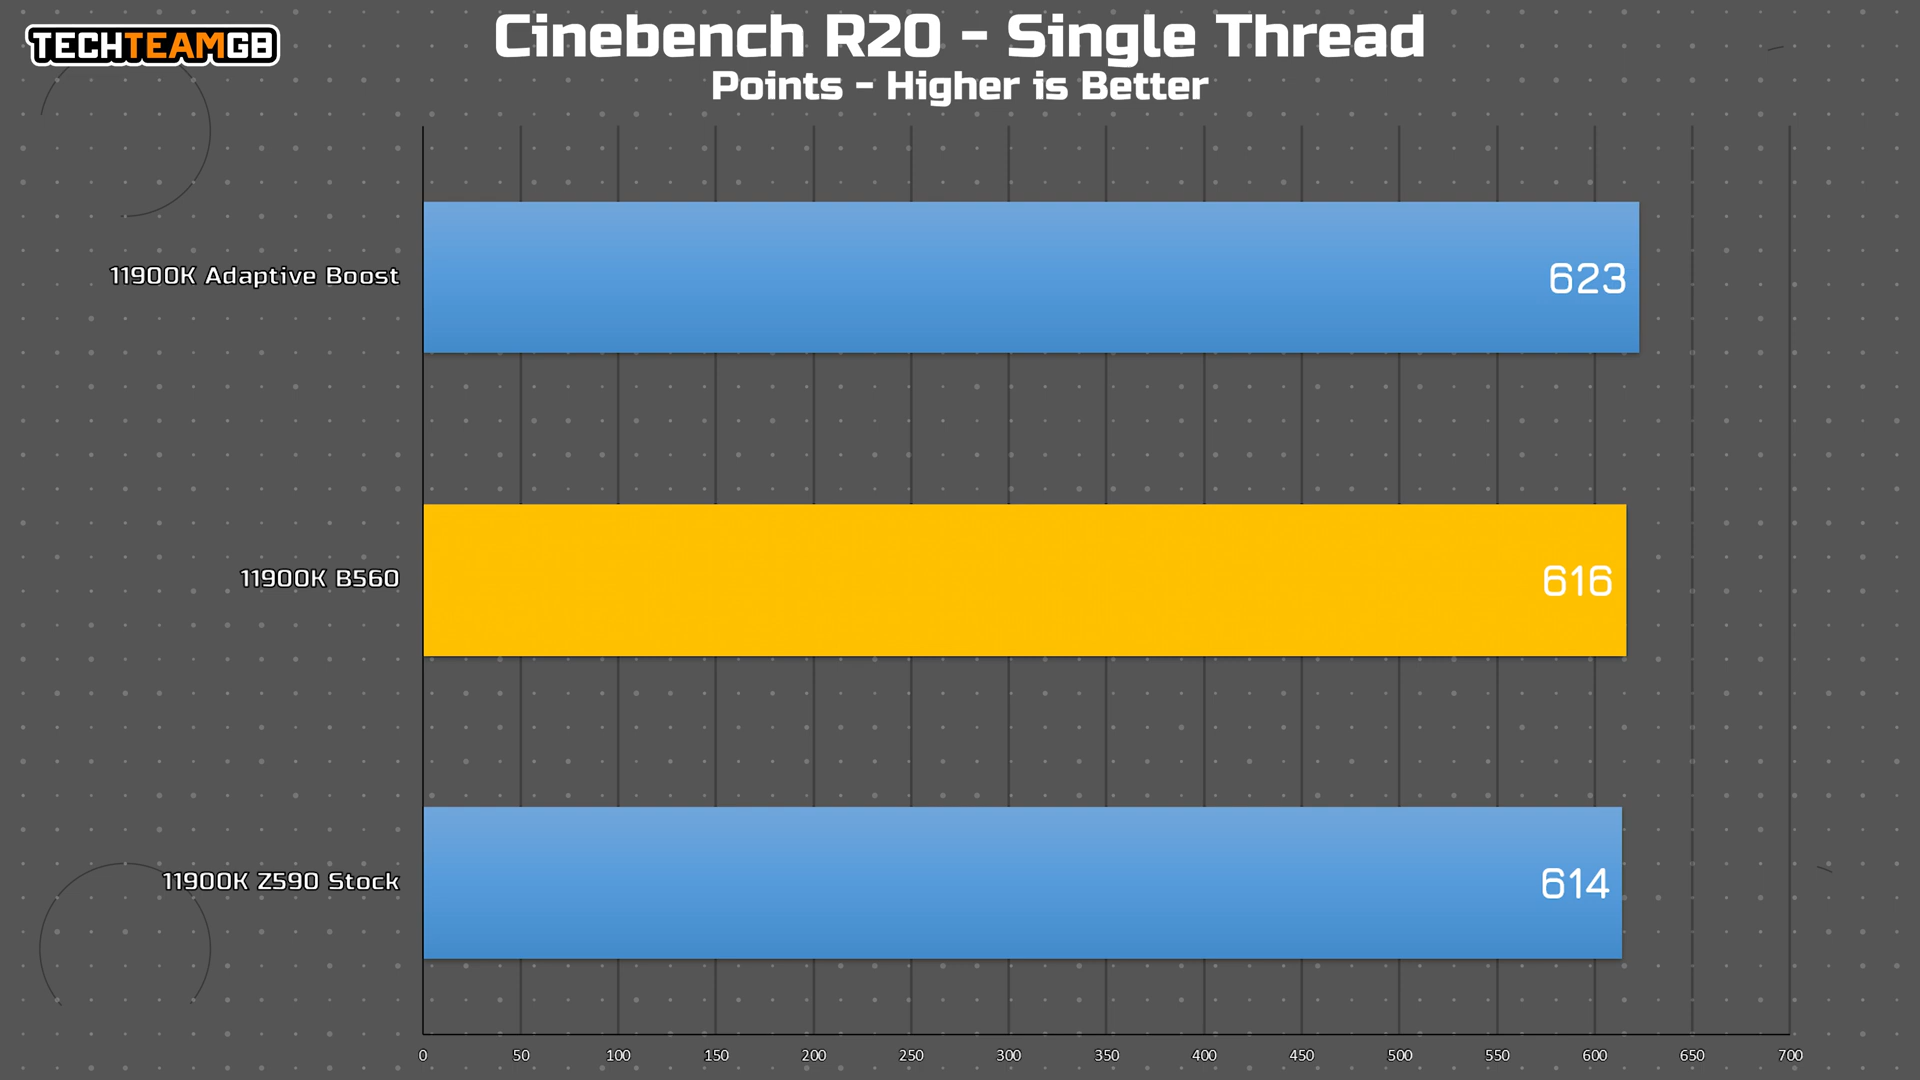 TECHTEAMGB
Cinebench R20 - Single Thread
Points - Higher is Better
11900K Adaptive Boost
623
11900K B560
616
11900K Z590 Stock
614
0 50 100 150 200 250 300 350 400 450 500 550 600 650 700